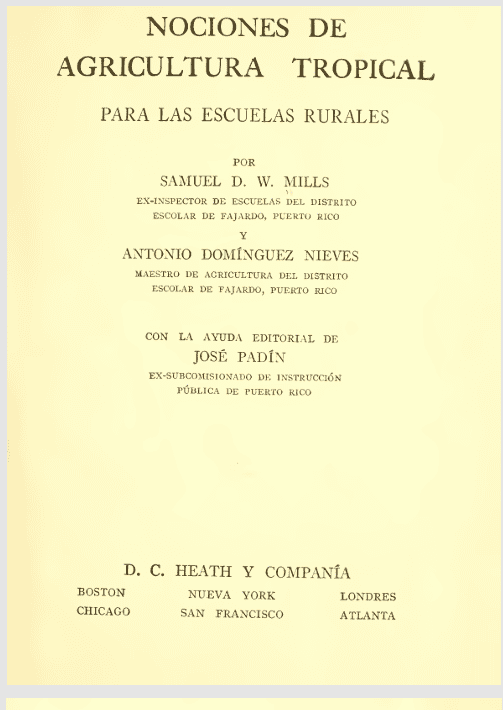 NOCIONES DE
AGRICULTURA TROPICAL
PARA LAS ESCUELAS RURALES
POR
SAMUEL D. W. MILLS
EX-INSPECTOR DE ESCUELAS DEL DISTRITO
ESCOLAR DE FAJARDO, PUERTO RICO
Y
ANTONIO DOMÍNGUEZ NIEVES
MAESTRO DE AGRICULTURA DEL DISTRITO
ESCOLAR DE FAJARDO, PUERTO RICO
CON LA AYUDA EDITORIAL DE
JOSÉ PADÍN
EX-SUBCOMISIONADO DE INSTRUCCIÓN
PÚBLICA DE PUERTO RICO
D. C. HEATH Y COMPANÍA
BOSTON NUEVA YORK LONDRES
CHICAGO SAN FRANCISCO ATLANTA